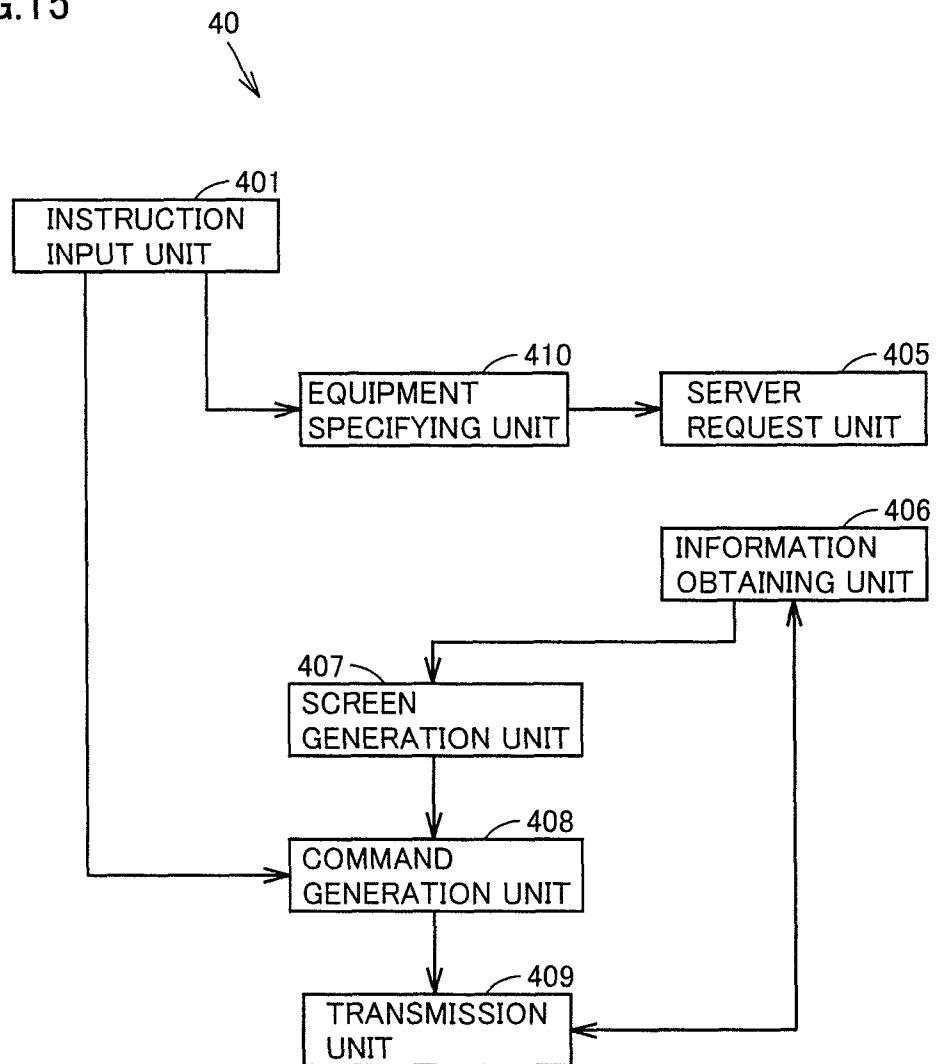 G.15
40
401
INSTRUCTION
INPUT UNIT
410
EQUIPMENT
SPECIFYING UNIT
405
SERVER
REQUEST UNIT
406
INFORMATION
OBTAINING UNIT
407
SCREEN
GENERATION UNIT
408
COMMAND
GENERATION UNIT
409
TRANSMISSION
UNIT